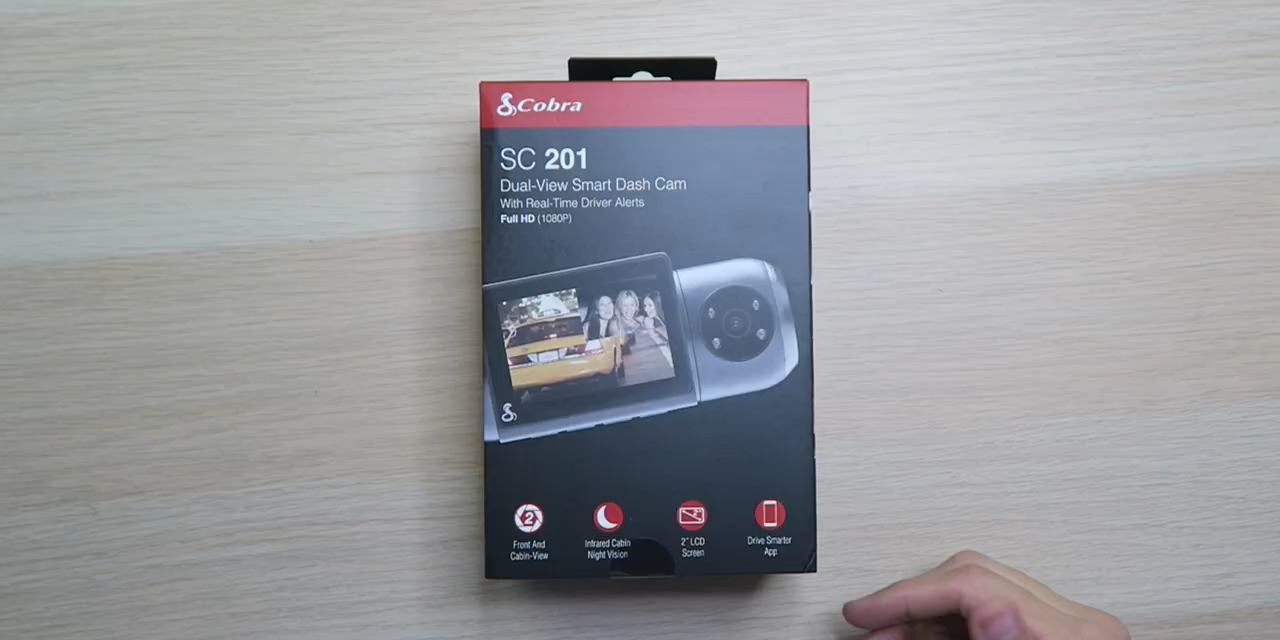 Cobra
SC 201
Dual-View Smart Dash Cam
With Real-Time Driver Alerts
Full HD (1080P)
2
Front And
Cabin-View
Infrared Cabin
Night Vision
2" LCD
Screen
Drive Smarter
App